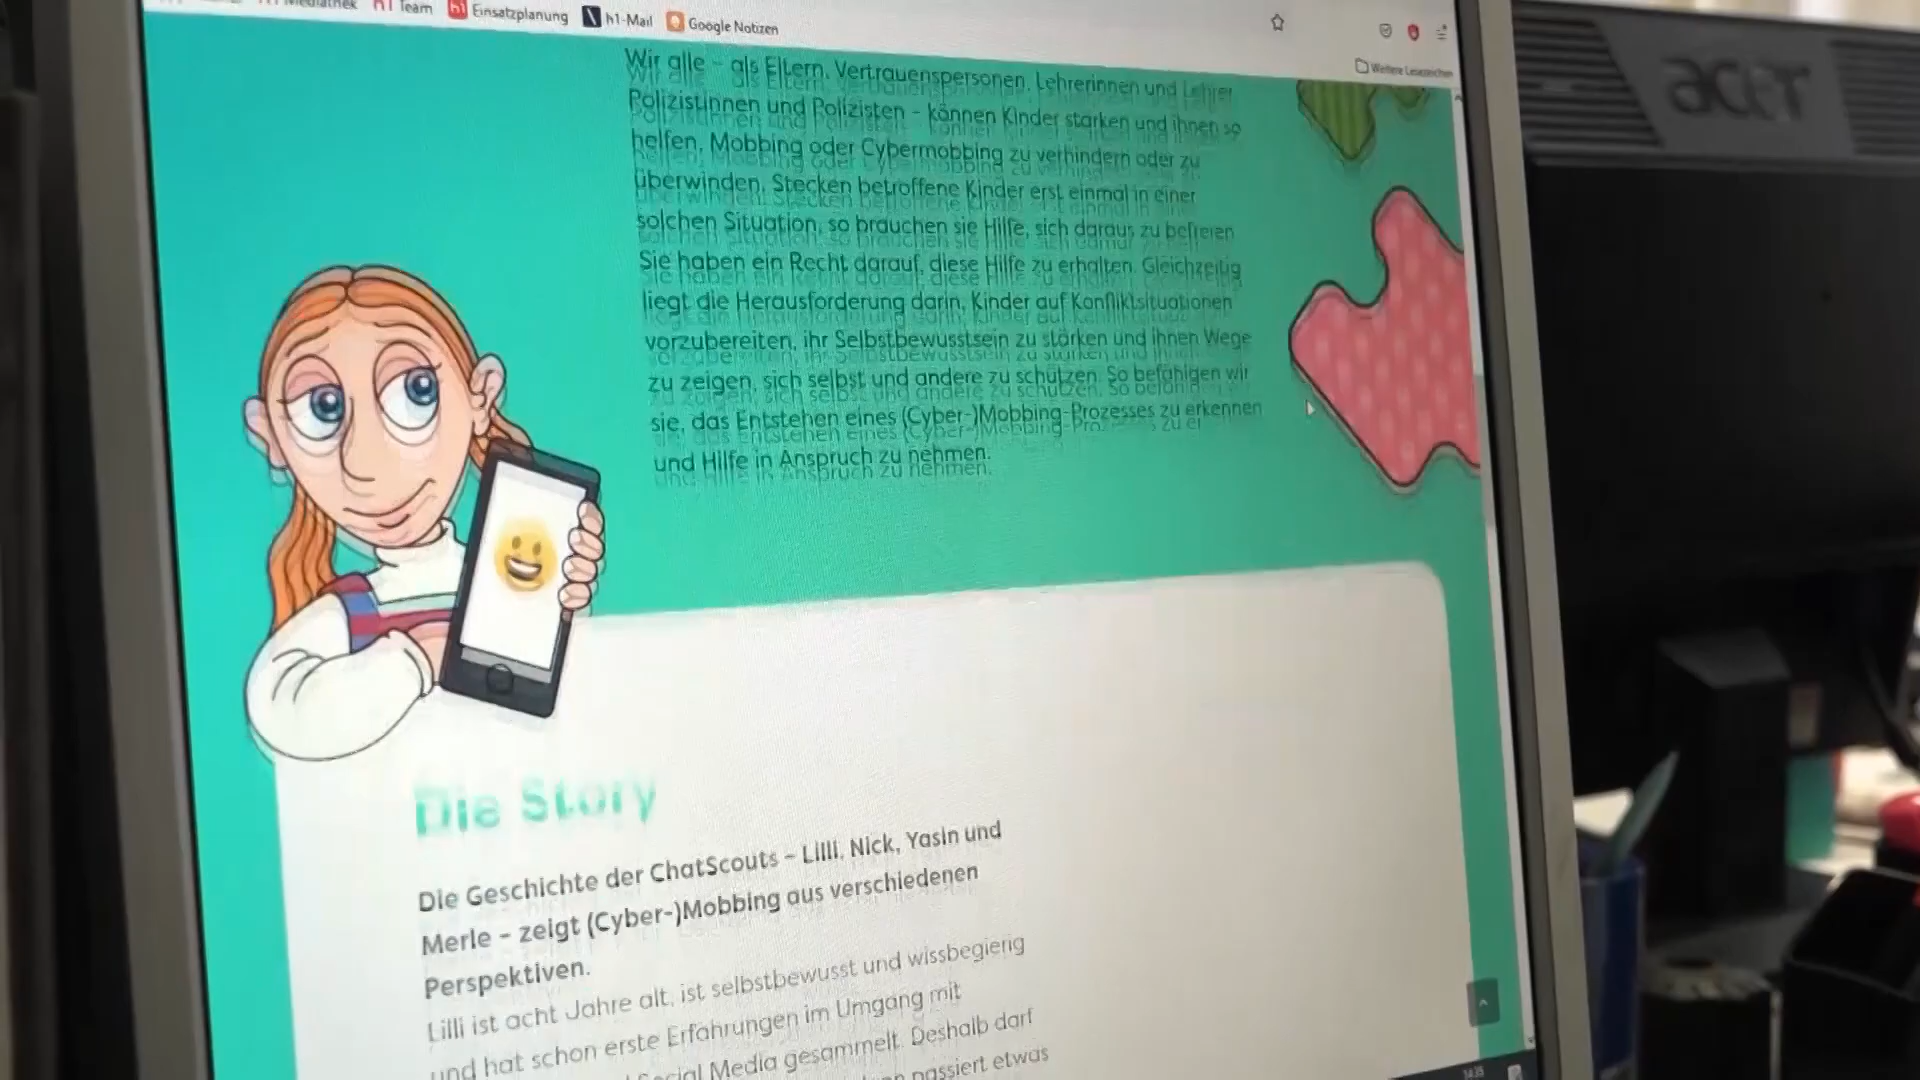 h1 Team
Einsatzplanung
h1-Mail
Google Notizen
Weitere Lesezeichen
acer
Wir alle – als Eltern, Vertrauenspersonen, Lehrerinnen und Lehrer
Polizistinnen und Polizisten – können Kinder stärken und ihnen so
helfen, Mobbing oder Cybermobbing zu verhindern oder zu
überwinden. Stecken betroffene Kinder erst einmal in einer
solchen Situation, so brauchen sie Hilfe, sich daraus zu befreien
Sie haben ein Recht darauf, diese Hilfe zu erhalten. Gleichzeitig
liegt die Herausforderung darin, Kinder auf Konfliktsituationen
vorzubereiten, ihr Selbstbewusstsein zu stärken und ihnen Wege
zu zeigen, sich selbst und andere zu schützen. So befähigen wir
sie, das Entstehen eines (Cyber-)Mobbing-Prozesses zu erkennen
und Hilfe in Anspruch zu nehmen.
Die Story
Die Geschichte der ChatScouts – Lilli, Nick, Yasin und
Merle – zeigt (Cyber-)Mobbing aus verschiedenen
Perspektiven.
Lilli ist acht Jahre alt, ist selbstbewusst und wissbegierig
und hat schon erste Erfahrungen im Umgang mit
Social Media gesammelt. Deshalb darf
passiert etwas
14:35